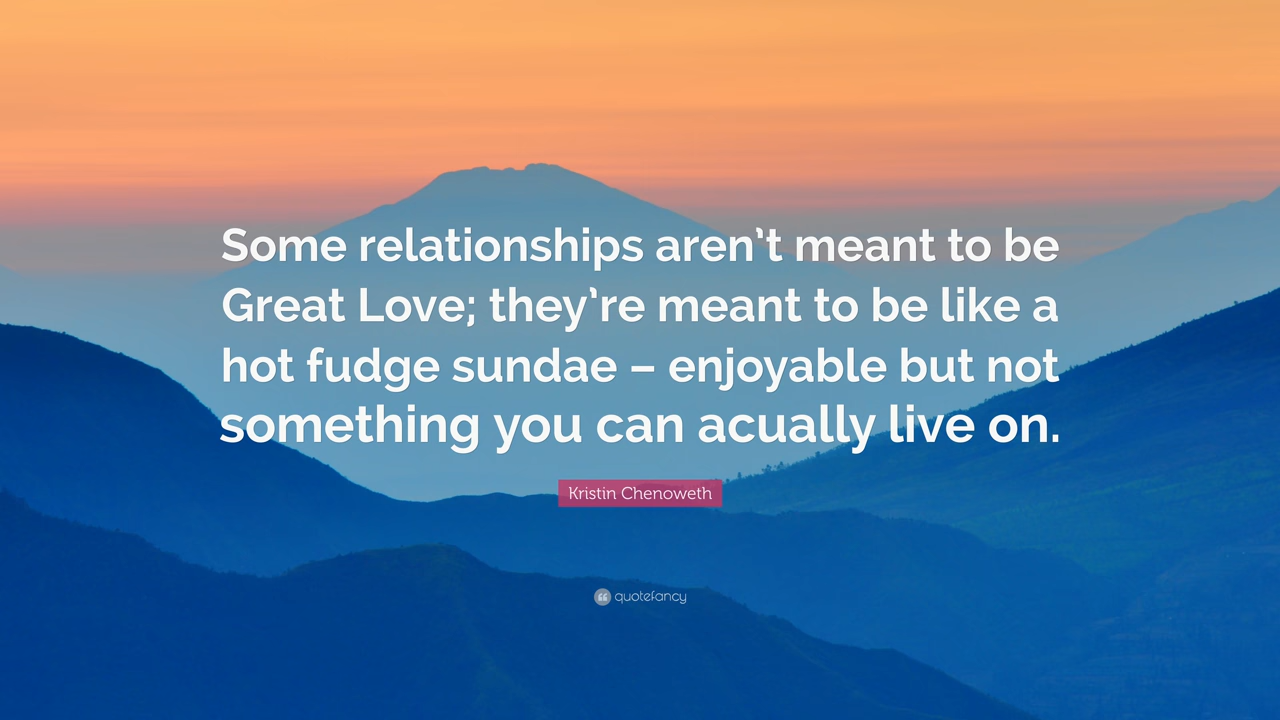 Some relationships aren’t meant to be
Great Love; they’re meant to be like a
hot fudge sundae – enjoyable but not
something you can acually live on.
Kristin Chenoweth
quotefancy